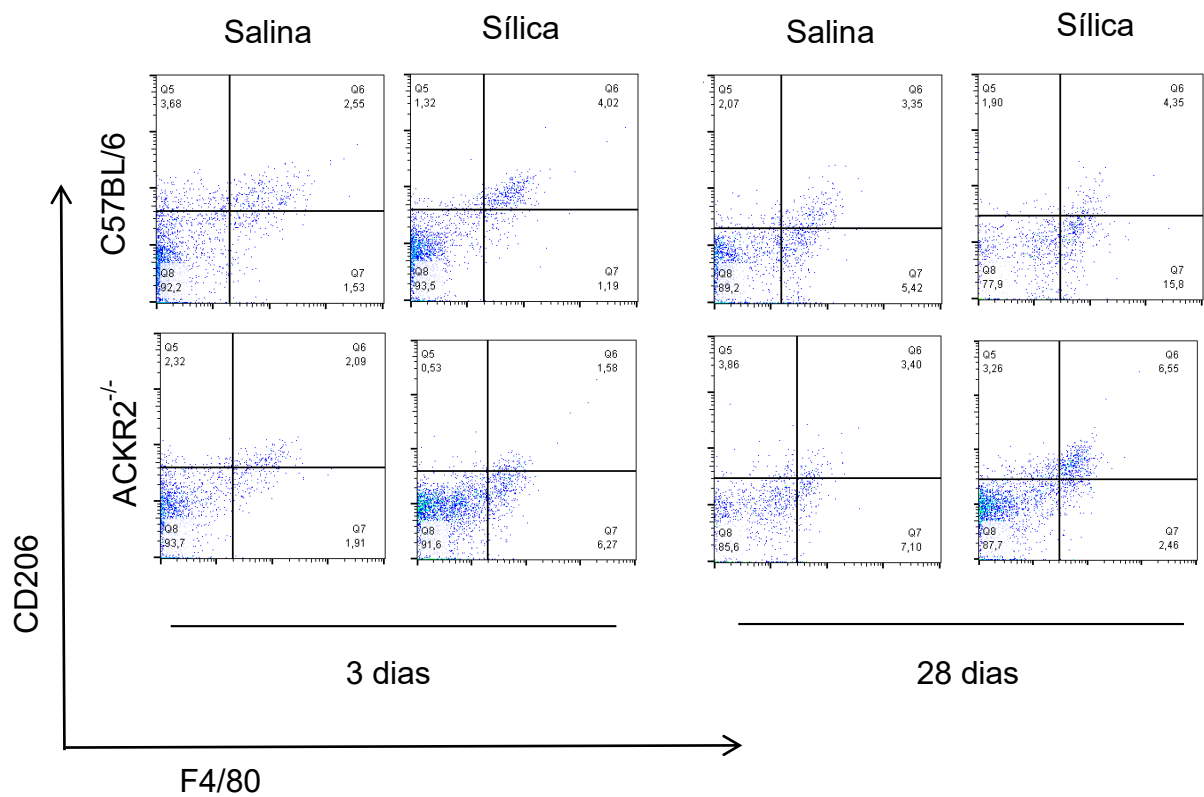 Salina Sílica Salina Sílica
C57BL/6
Q5 Q6 Q5 Q6 Q5 Q6 Q5 Q6
3,68 2,55 1,32 4,02 2,07 3,35 1,90 4,35
Q8 Q7 Q8 Q7 Q8 Q7 Q8 Q7
92,2 1,53 93,5 1,19 89,2 5,42 77,9 15,8
ACKR2-/-
Q5 Q6 Q5 Q6 Q5 Q6 Q5 Q6
2,32 2,09 0,53 1,58 3,86 3,40 3,26 6,55
Q8 Q7 Q8 Q7 Q8 Q7 Q8 Q7
93,7 1,91 91,6 6,27 85,6 7,10 87,7 2,46
CD206
3 dias 28 dias
F4/80